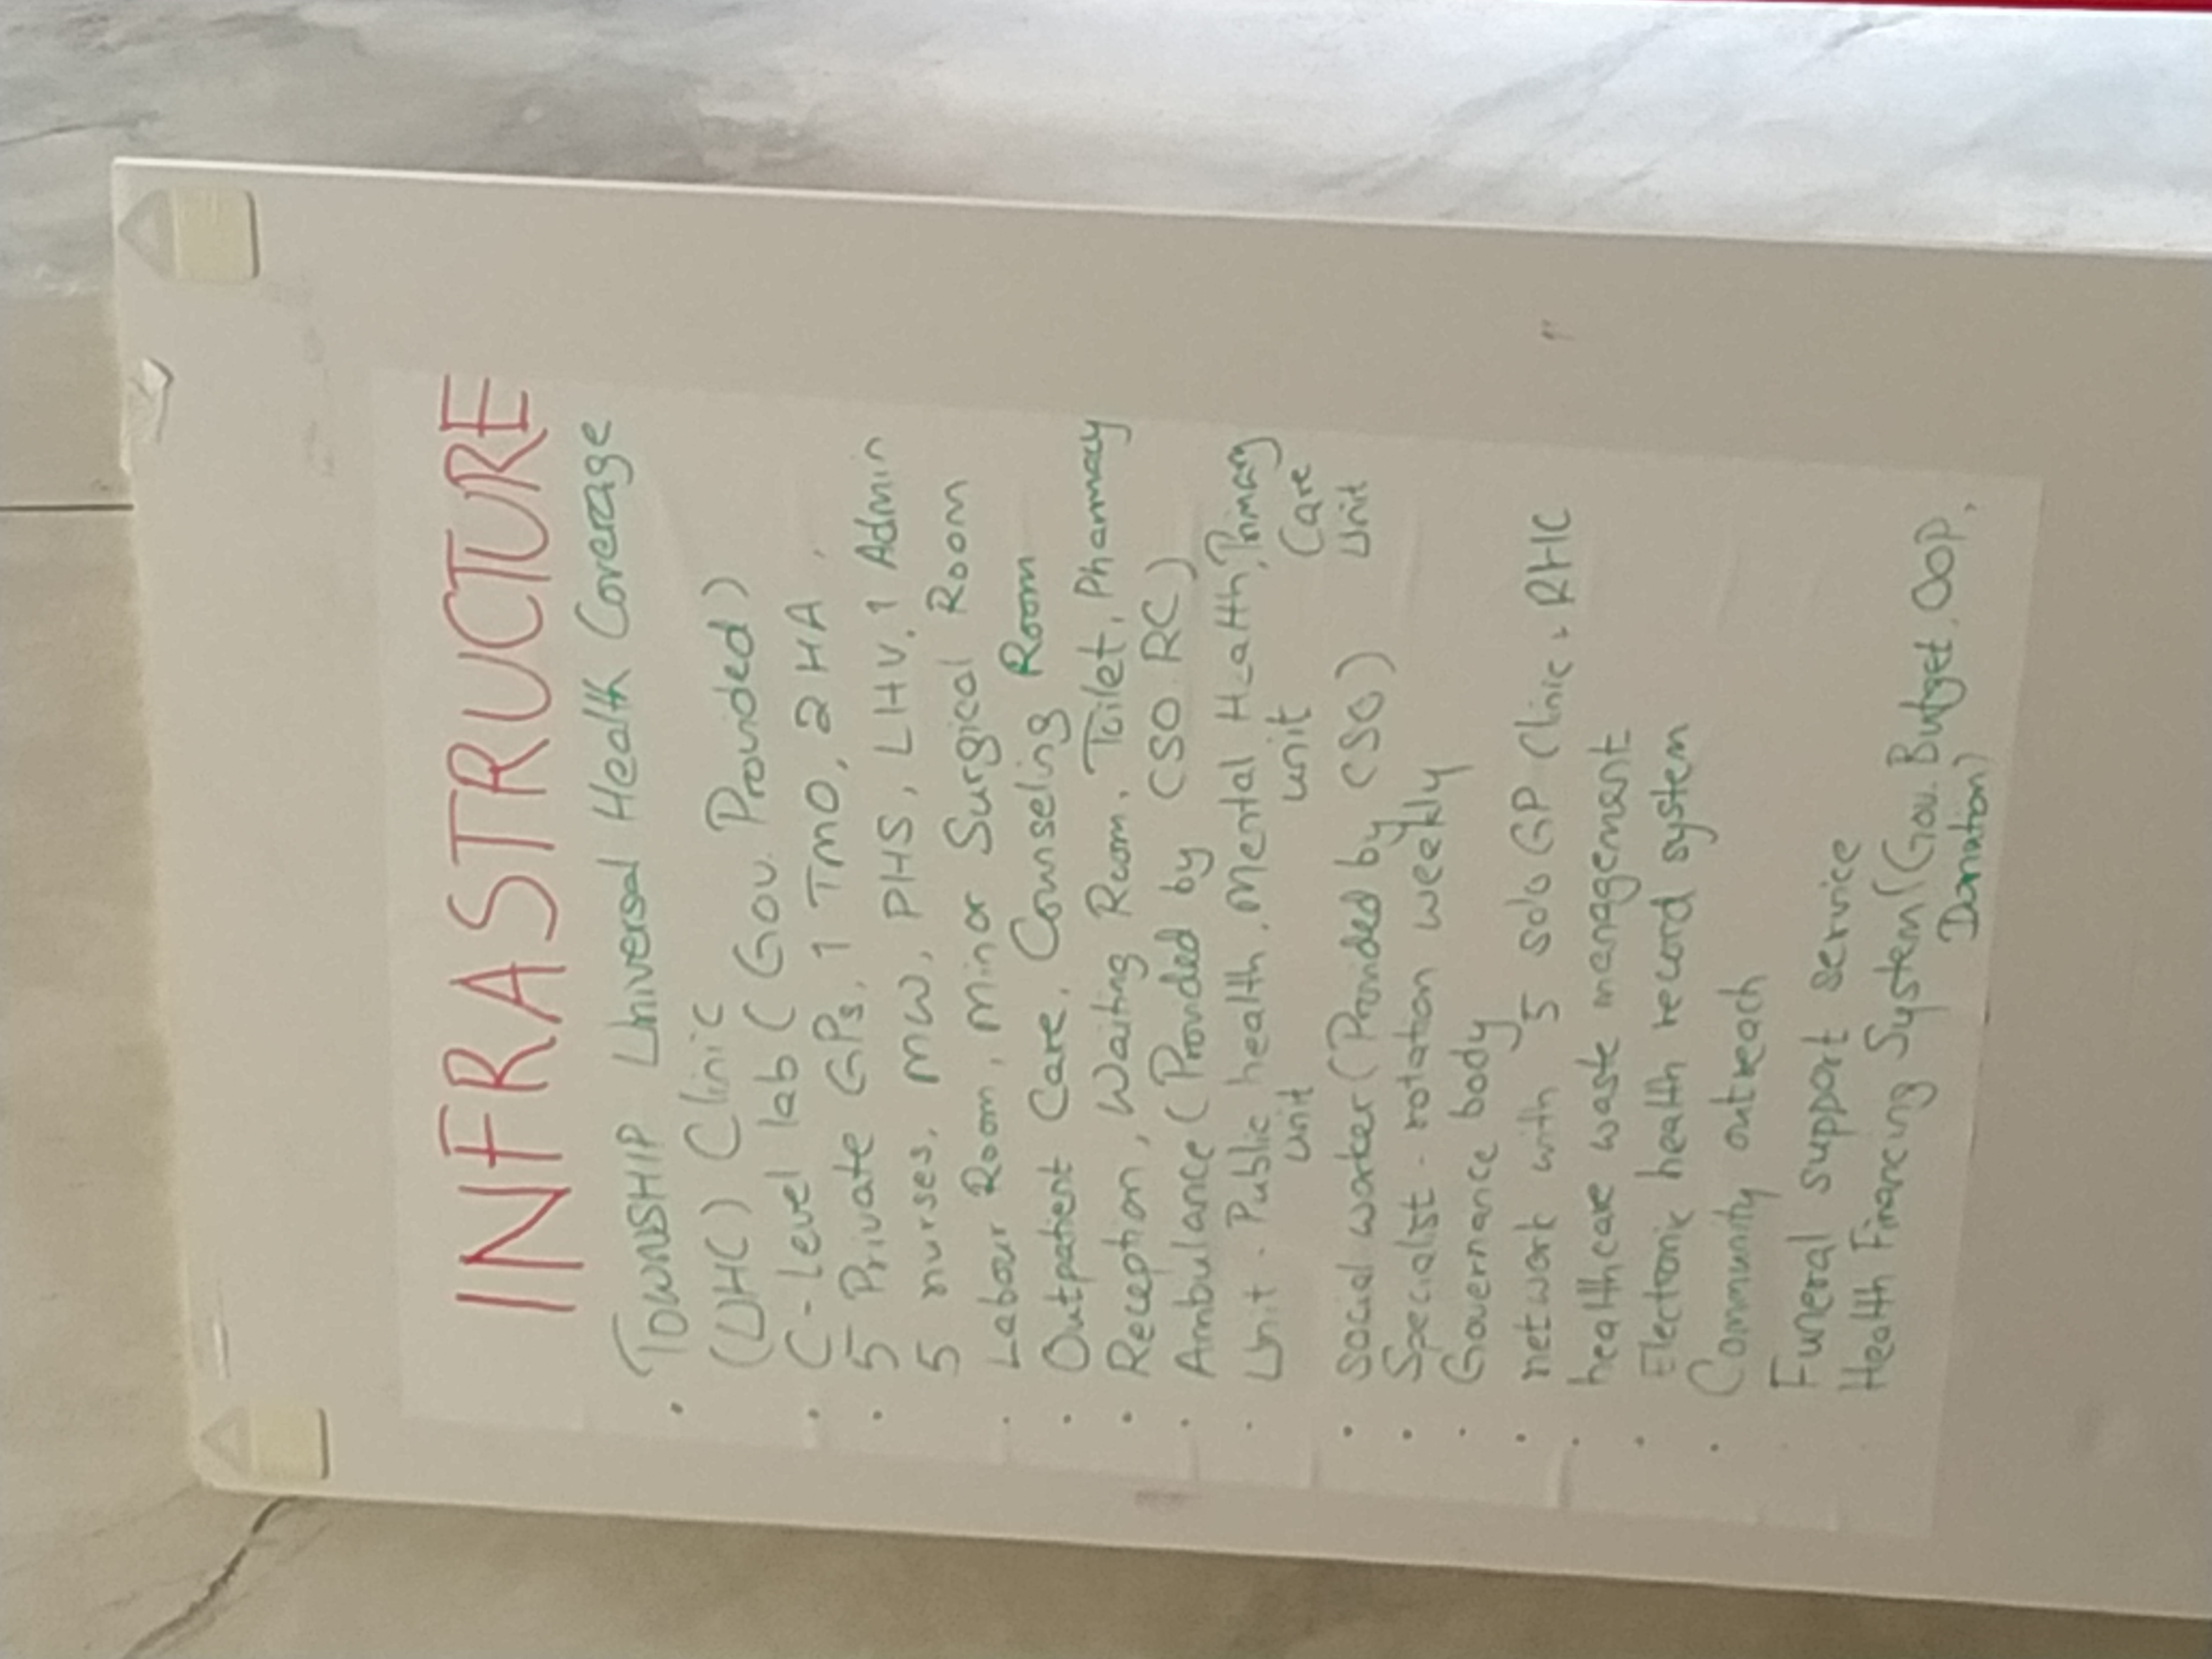 INFRASTRUCTURE
• TOWNSHIP Universal Health Coverage
(UHC) Clinic
• C-level lab (Gov. Provided)
• 5 Private GPs, 1 TMO, 2 HA,
5 nurses, MW, PHS, LHV, 1 Admin
• Labour Room, Minor Surgical Room
• Outpatient Care, Counseling Room
• Reception, Waiting Room, Toilet, Pharmacy
• Ambulance (Provided by CSO. RC)
• Unit - Public health, Mental Health, Primary
unit unit Care
Unit
• social worker (Provided by CSO)
• Specialist - rotation weekly
• Governance body
• network with 5 solo GP Clinic, RHC
• healthcare waste management
• Electronic health record system
• Community outreach
• Funeral support service
• Health Financing System (Gov. Butget, OOP,
Donation)